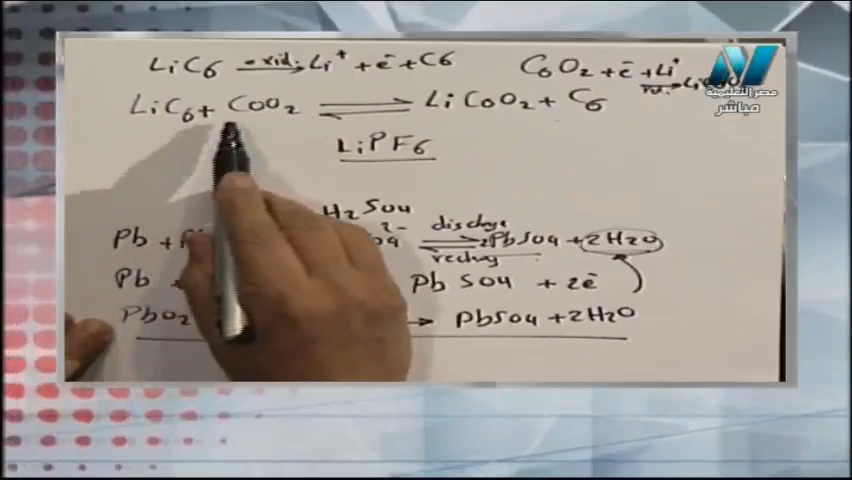 LiC6 oxid. Li+ + e- + C6
CoO2 + e- + Li
LiC6 + CoO2 ⇌ LiCoO2 + C6
LiPF6
H2SO4
Pb + discharge 2PbSO4 + 2H2O
Pb PbSO4 + 2e-
PbO2 → PbSO4 + 2H2O
مصر التعليمية
مباشر